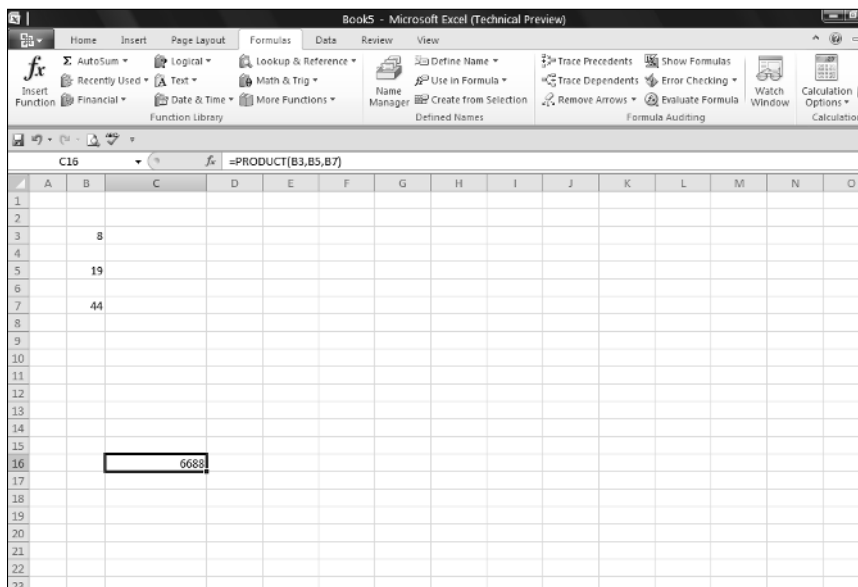 Book5 - Microsoft Excel (Technical Preview)
Home Insert Page Layout Formulas Data Review View
fx Insert Function
Σ AutoSum
Recently Used
Financial
Logical
Text
Date & Time
Lookup & Reference
Math & Trig
More Functions
Function Library
Name Manager
Define Name
Use in Formula
Create from Selection
Defined Names
Trace Precedents
Trace Dependents
Remove Arrows
Show Formulas
Error Checking
Evaluate Formula
Formula Auditing
Watch Window
Calculation Options
Calculatio
C16 fx =PRODUCT(B3,B5,B7)
A B C D E F G H I J K L M N O
1
2
3 8
4
5 19
6
7 44
8
9
10
11
12
13
14
15
16 6688
17
18
19
20
21
22
23